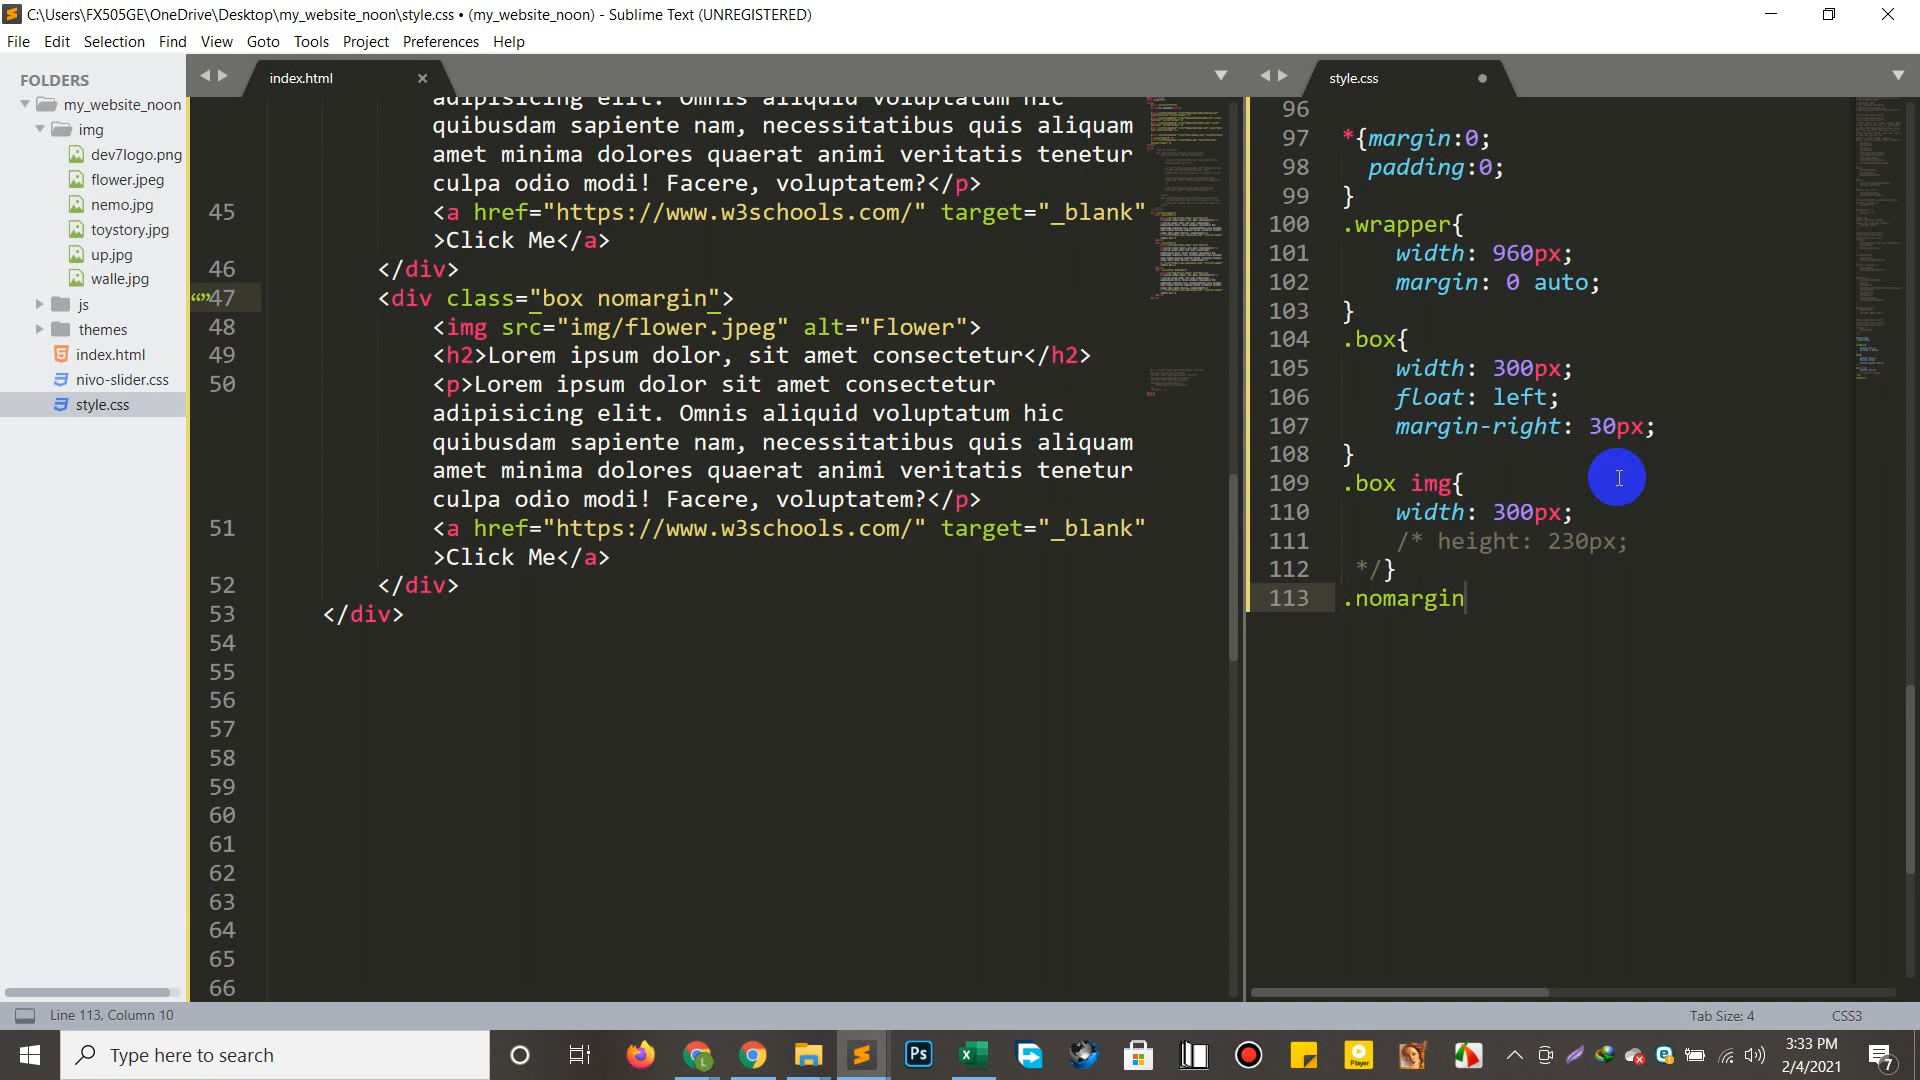 C:\Users\FX505GE\OneDrive\Desktop\my_website_noon\style.css • (my_website_noon) - Sublime Text (UNREGISTERED)
File Edit Selection Find View Goto Tools Project Preferences Help
FOLDERS
my_website_noon
img
dev7logo.png
flower.jpeg
nemo.jpg
toystory.jpg
up.jpg
walle.jpg
js
themes
index.html
nivo-slider.css
style.css
index.html
adipisicing elit. Omnis aliquid voluptatum hic
quibusdam sapiente nam, necessitatibus quis aliquam
amet minima dolores quaerat animi veritatis tenetur
culpa odio modi! Facere, voluptatem?</p>
45 <a href="https://www.w3schools.com/" target="_blank"
>Click Me</a>
46 </div>
47 <div class="box nomargin">
48 <img src="img/flower.jpeg" alt="Flower">
49 <h2>Lorem ipsum dolor, sit amet consectetur</h2>
50 <p>Lorem ipsum dolor sit amet consectetur
adipisicing elit. Omnis aliquid voluptatum hic
quibusdam sapiente nam, necessitatibus quis aliquam
amet minima dolores quaerat animi veritatis tenetur
culpa odio modi! Facere, voluptatem?</p>
51 <a href="https://www.w3schools.com/" target="_blank"
>Click Me</a>
52 </div>
53 </div>
54
55
56
57
58
59
60
61
62
63
64
65
66
style.css
96
97 *{margin:0;
98 padding:0;
99 }
100 .wrapper{
101 width: 960px;
102 margin: 0 auto;
103 }
104 .box{
105 width: 300px;
106 float: left;
107 margin-right: 30px;
108 }
109 .box img{
110 width: 300px;
111 /* height: 230px;
112 */}
113 .nomargin
Line 113, Column 10
Tab Size: 4
CSS3
Type here to search
Ps
Player
3:33 PM
2/4/2021
7